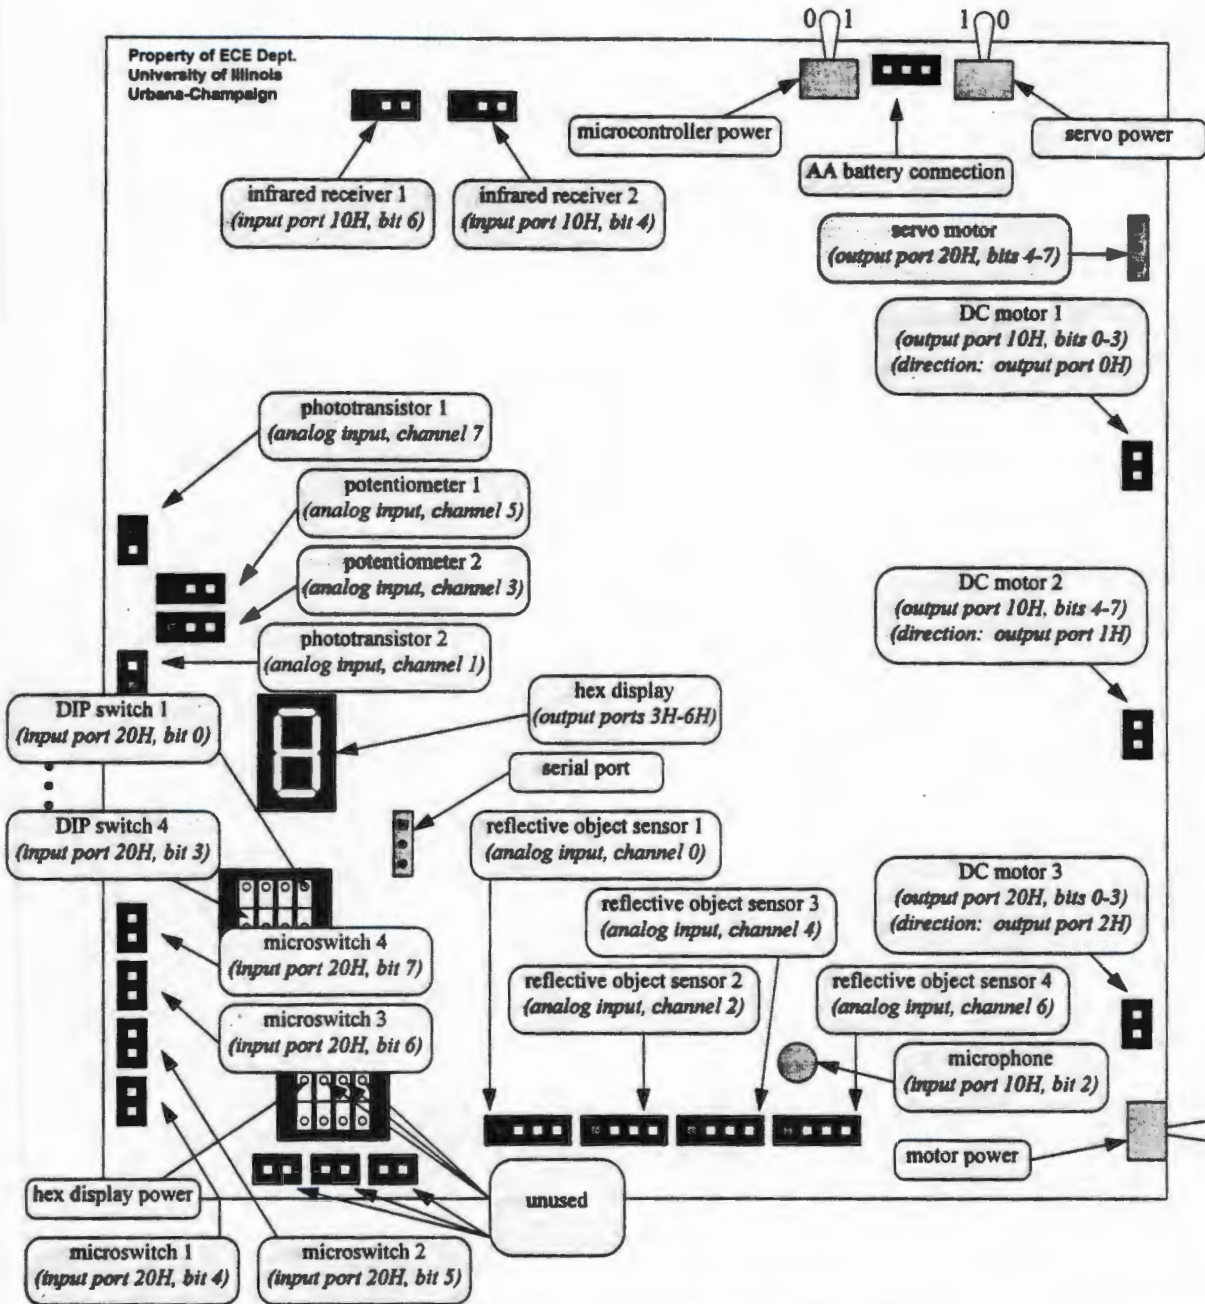 0 1
1 0
Property of ECE Dept.
University of Illinois
Urbana-Champaign
microcontroller power
servo power
AA battery connection
infrared receiver 1
(input port 10H, bit 6)
infrared receiver 2
(input port 10H, bit 4)
servo motor
(output port 20H, bits 4-7)
DC motor 1
(output port 10H, bits 0-3)
(direction: output port 0H)
phototransistor 1
(analog input, channel 7
potentiometer 1
(analog input, channel 5)
potentiometer 2
(analog input, channel 3)
phototransistor 2
(analog input, channel 1)
DC motor 2
(output port 10H, bits 4-7)
(direction: output port 1H)
hex display
(output ports 3H-6H)
DIP switch 1
(input port 20H, bit 0)
serial port
DIP switch 4
(input port 20H, bit 3)
reflective object sensor 1
(analog input, channel 0)
DC motor 3
(output port 20H, bits 0-3)
(direction: output port 2H)
reflective object sensor 3
(analog input, channel 4)
microswitch 4
(input port 20H, bit 7)
reflective object sensor 2
(analog input, channel 2)
reflective object sensor 4
(analog input, channel 6)
microswitch 3
(input port 20H, bit 6)
microphone
(input port 10H, bit 2)
motor power
hex display power
unused
microswitch 1
(input port 20H, bit 4)
microswitch 2
(input port 20H, bit 5)